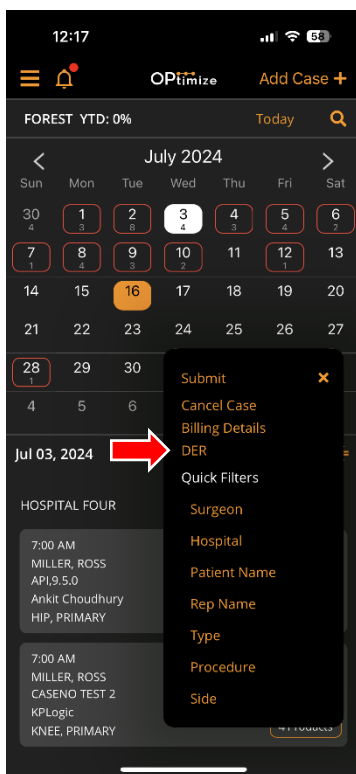 12:17 58
OPtimize Add Case +
FOREST YTD: 0% Today
July 2024
Sun Mon Tue Wed Thu Fri Sat
30 1 2 3 4 5 6
4 3 8 4 3 4 2
7 8 9 10 11 12 13
1 4 3 2 1
14 15 16 17 18 19 20
21 22 23 24 25 26 27
28 29 30
1
4 5 6
Submit ×
Cancel Case
Billing Details
DER
Quick Filters
Surgeon
Hospital
Patient Name
Rep Name
Type
Procedure
Side
Jul 03, 2024
HOSPITAL FOUR
7:00 AM
MILLER, ROSS
API,9.5.0
Ankit Choudhury
HIP, PRIMARY
7:00 AM
MILLER, ROSS
CASENO TEST 2
KPLogic
KNEE, PRIMARY